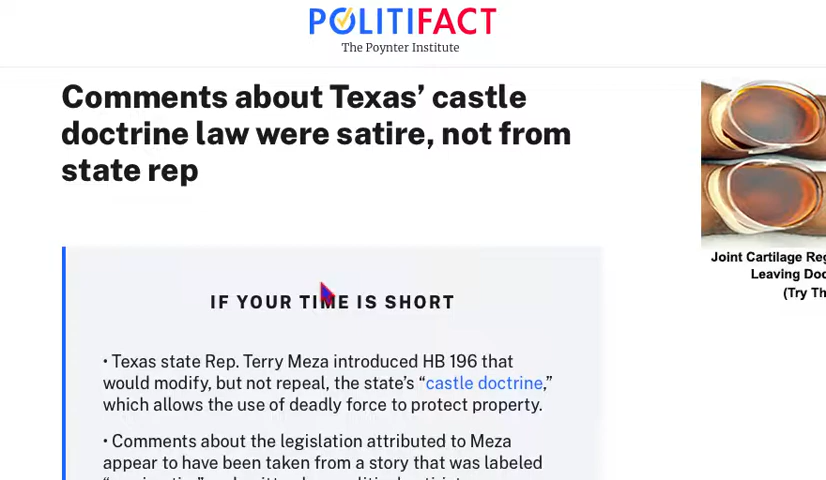 POLITIFACT
The Poynter Institute
Comments about Texas’ castle
doctrine law were satire, not from
state rep
Joint Cartilage Reg
Leaving Doc
(Try Th
IF YOUR TIME IS SHORT
• Texas state Rep. Terry Meza introduced HB 196 that
would modify, but not repeal, the state’s “castle doctrine,”
which allows the use of deadly force to protect property.
• Comments about the legislation attributed to Meza
appear to have been taken from a story that was labeled